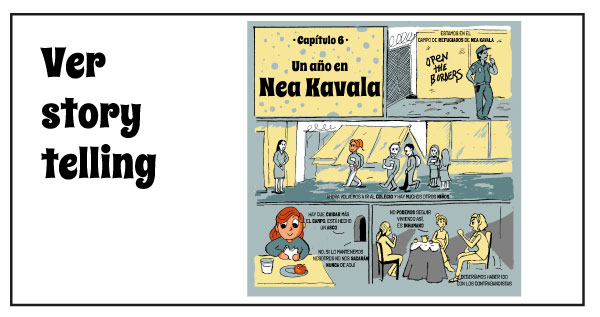 Ver
story
telling
· Capítulo 6 ·
Un año en
Nea Kavala
ESTAMOS EN EL
CAMPO DE REFUGIADOS DE NEA KAVALA
OPEN
THE
BORDERS
AHORA VOLVEMOS A IR AL COLEGIO Y HAY MUCHOS OTROS NIÑOS
HAY QUE CUIDAR MÁS
EL CAMPO, ESTÁ HECHO
UN ASCO
NO, SI LO MANTENEMOS
NOSOTROS NO NOS SACARÁN
NUNCA DE AQUÍ
NO PODEMOS SEGUIR
VIVIENDO ASÍ,
ES INHUMANO
DEBERÍAMOS HABER IDO
CON LOS CONTRABANDISTAS